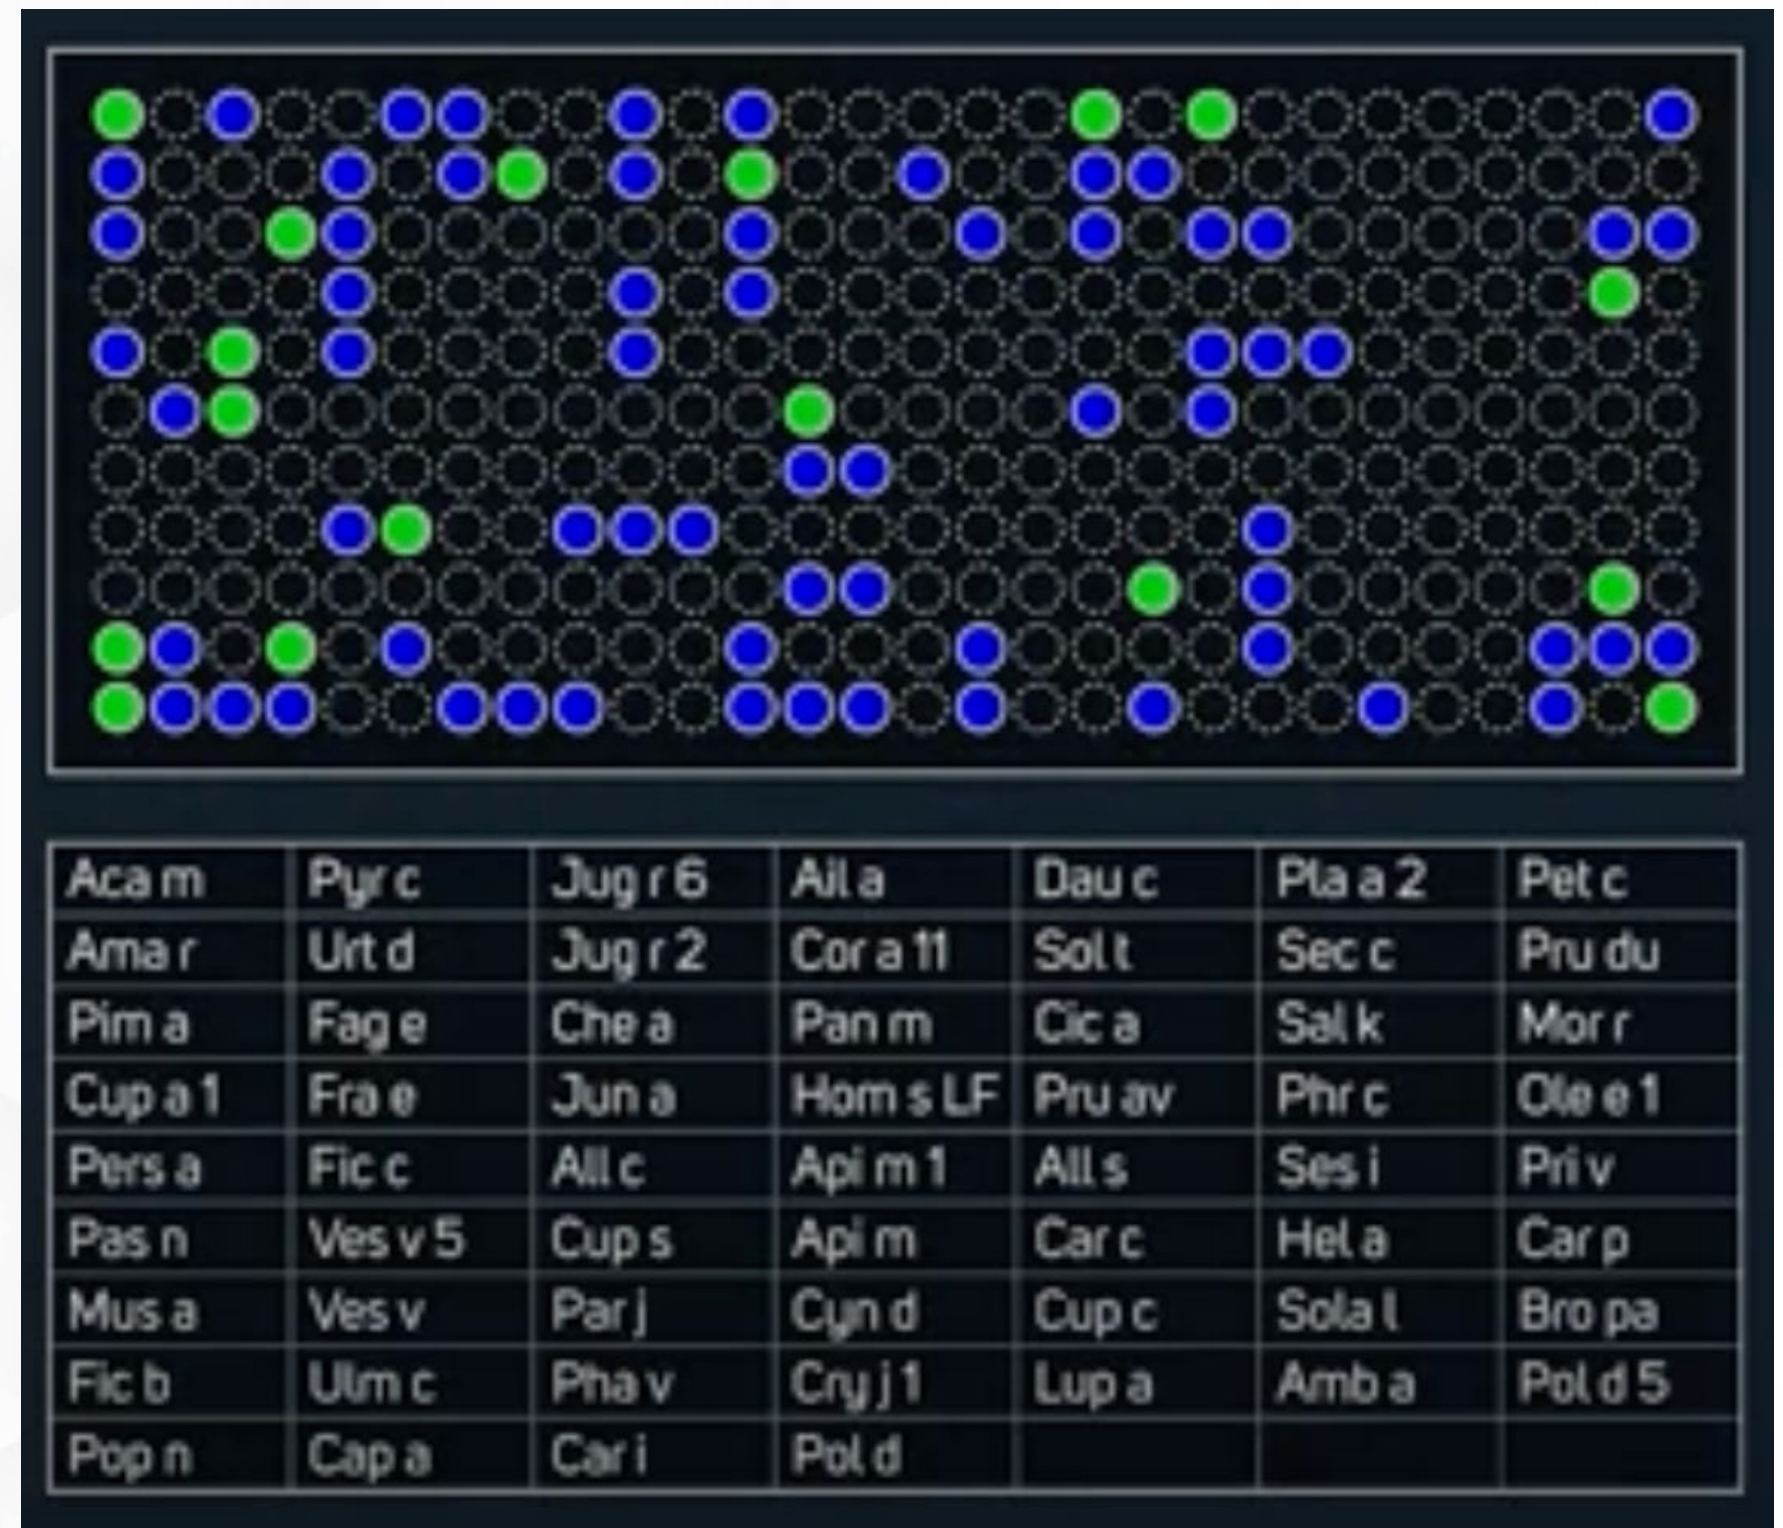 Aca m Pyr c Jug r 6 Ail a Dau c Pla a 2 Pet c
Ama r Urt d Jug r 2 Cor a 11 Sol t Sec c Pru du
Pim a Fag e Che a Pan m Cic a Sal k Mor r
Cup a 1 Fra e Jun a Hom s LF Pru av Phr c Ole e 1
Pers a Fic c All c Api m 1 All s Ses i Pri v
Pas n Ves v 5 Cup s Api m Car c Hel a Car p
Mus a Ves v Par j Cyn d Cup c Sola l Bro pa
Fic b Ulm c Pha v Cry j 1 Lup a Amb a Pol d 5
Pop n Cap a Car i Pol d